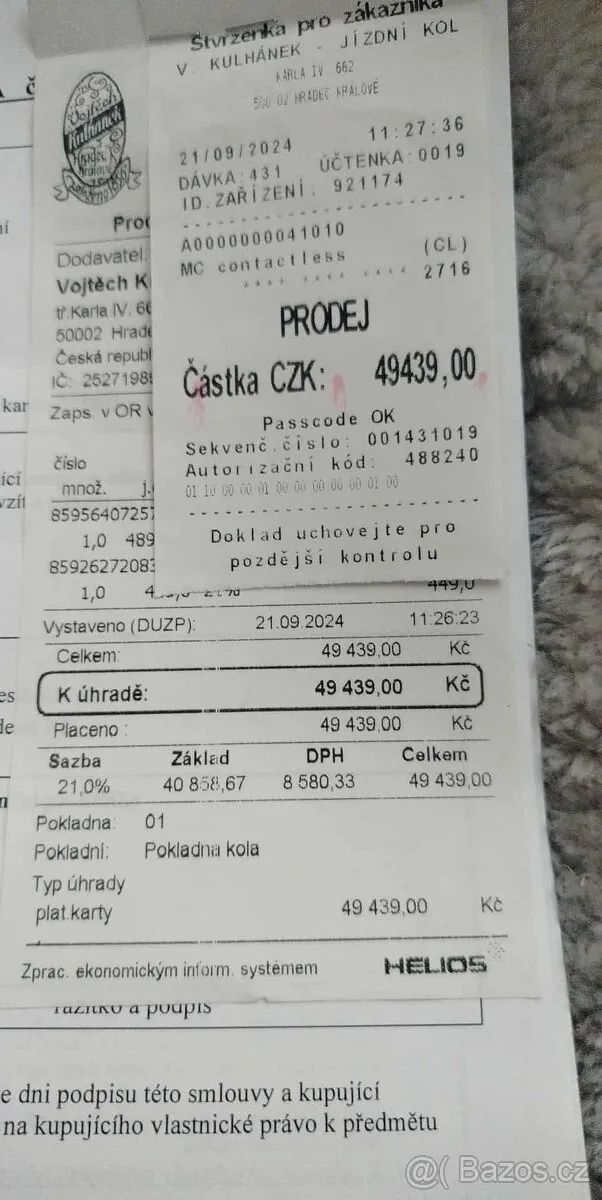 Stvrzenka pro zákazníka
V. KULHÁNEK - JÍZDNÍ KOL
KARLA IV 662
500 02 HRADEC KRÁLOVÉ
21/09/2024 11:27:36
DÁVKA:431 ÚČTENKA:0019
ID.ZAŘÍZENÍ: 921174
A0000000041010
MC contactless (CL)
**** **** **** 2716
PRODEJ
Částka CZK: 49439,00
Passcode OK
Sekvenč.číslo: 001431019
Autorizační kód: 488240
01 10 00 00 01 00 00 00 00 00 01 00
Doklad uchovejte pro
pozdější kontrolu
Vojtěch
Kulhánek
Hradec
Králové
Proc
Dodavatel:
Vojtěch K
tř.Karla IV. 66
50002 Hrade
Česká republ
IČ: 25271989
Zaps. v OR v
číslo
množ. j.
85956407257
1,0 489
85926272083
1,0 449,0
Vystaveno (DUZP): 21.09.2024 11:26:23
Celkem: 49 439,00 Kč
K úhradě: 49 439,00 Kč
Placeno : 49 439,00 Kč
Sazba Základ DPH Celkem
21,0% 40 858,67 8 580,33 49 439,00
Pokladna: 01
Pokladní: Pokladna kola
Typ úhrady
plat.karty 49 439,00 Kč
Zprac. ekonomickým inform. systémem HELIOS
razítko a podpis
e dni podpisu této smlouvy a kupující
na kupujícího vlastnické právo k předmětu
@( Bazos.cz